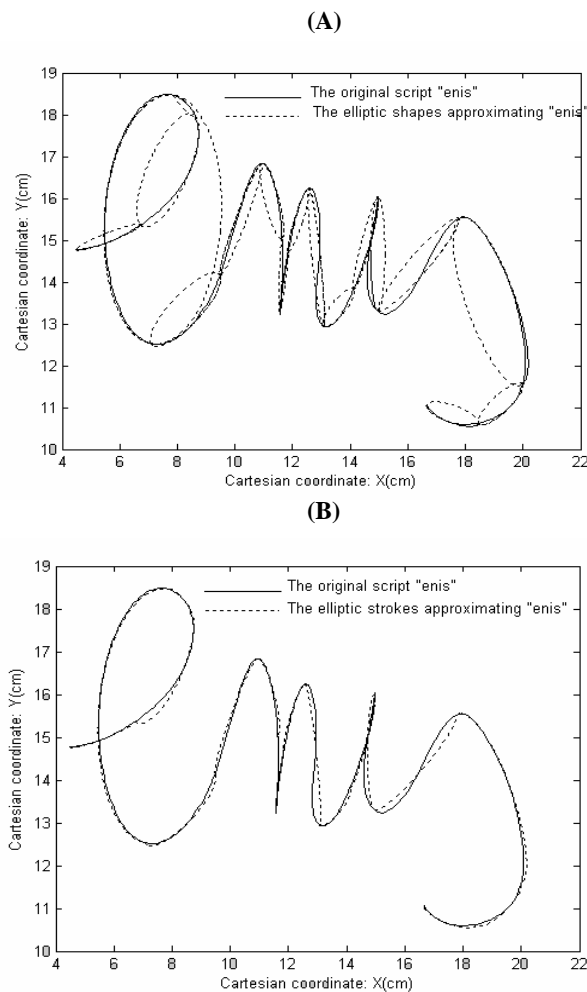 (A)
19
18
17
16
15
14
13
12
11
10
Cartesian coordinate: Y(cm)
The original script "enis"
The elliptic shapes approximating "enis"
enis
4 6 8 10 12 14 16 18 20 22
Cartesian coordinate: X(cm)
(B)
19
18
17
16
15
14
13
12
11
10
Cartesian coordinate: Y(cm)
The original script "enis"
The elliptic strokes approximating "enis"
enis
4 6 8 10 12 14 16 18 20 22
Cartesian coordinate: X(cm)